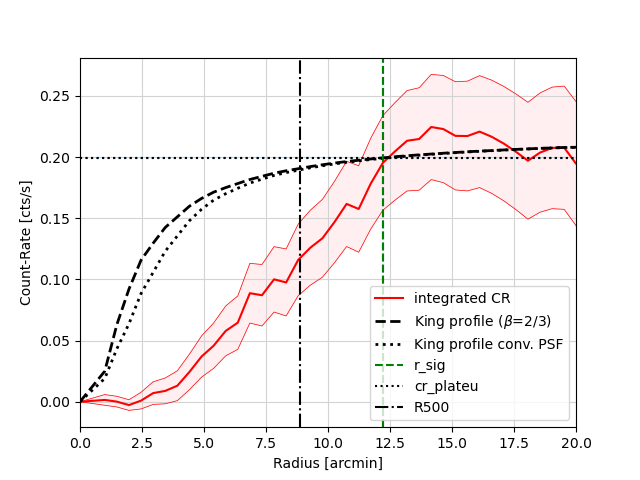 0.25
0.20
0.15
0.10
0.05
0.00
Count-Rate [cts/s]
integrated CR
King profile (β=2/3)
King profile conv. PSF
r_sig
cr_plateu
R500
0.0 2.5 5.0 7.5 10.0 12.5 15.0 17.5 20.0
Radius [arcmin]